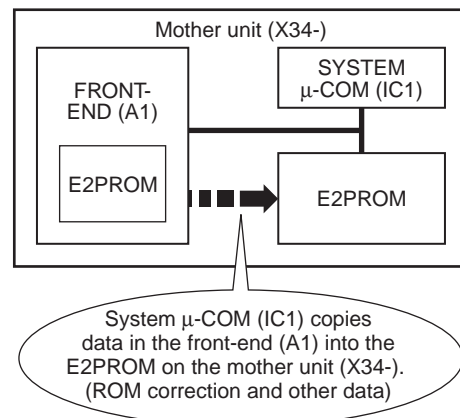 Mother unit (X34-)
FRONT-
END (A1)
E2PROM
SYSTEM
μ-COM (IC1)
E2PROM
System μ-COM (IC1) copies
data in the front-end (A1) into the
E2PROM on the mother unit (X34-).
(ROM correction and other data)